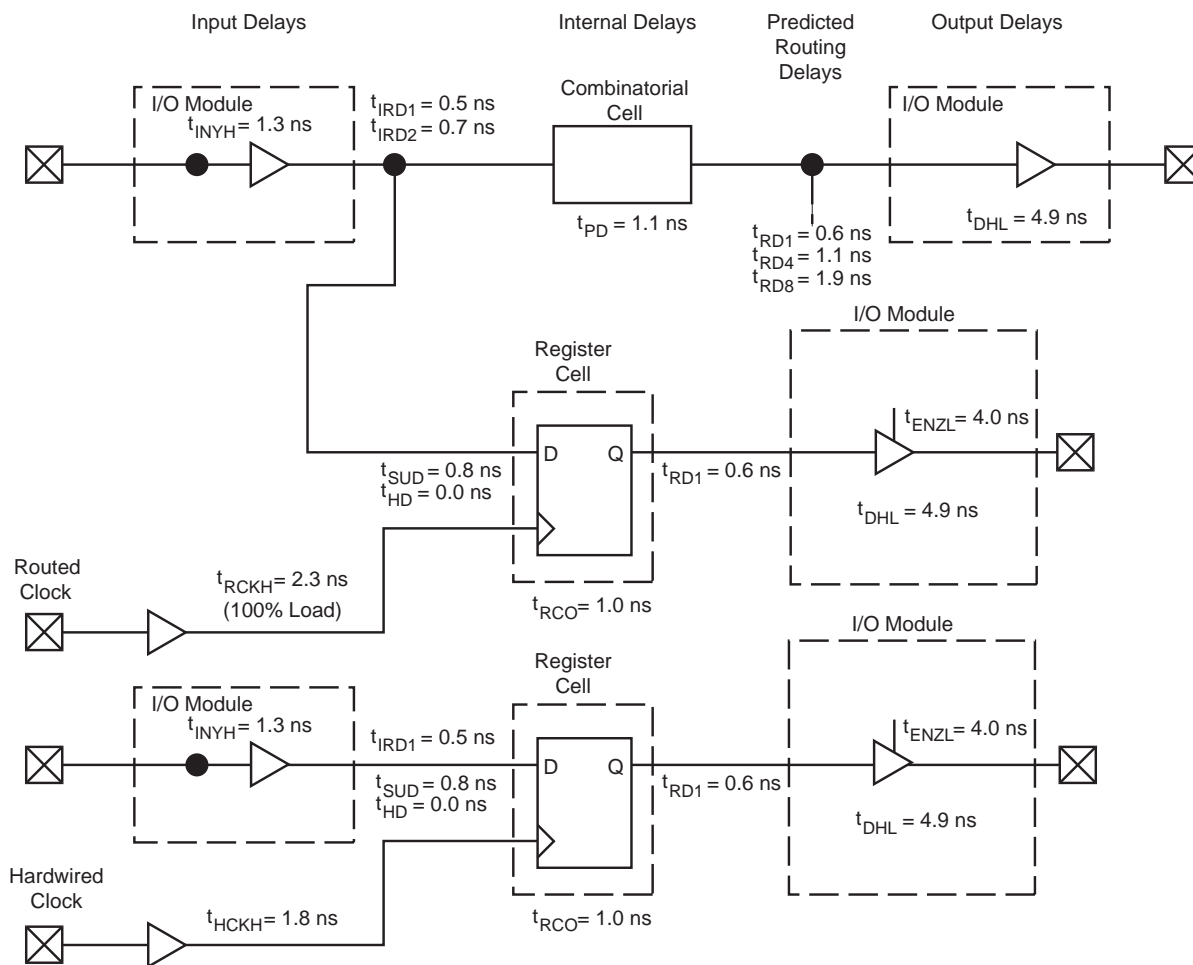 Input Delays
Internal Delays
Predicted
Routing
Delays
Output Delays
I/O Module
tINYH = 1.3 ns
tIRD1 = 0.5 ns
tIRD2 = 0.7 ns
Combinatorial
Cell
tPD = 1.1 ns
tRD1 = 0.6 ns
tRD4 = 1.1 ns
tRD8 = 1.9 ns
I/O Module
tDHL = 4.9 ns
Register
Cell
D
Q
tSUD = 0.8 ns
tHD = 0.0 ns
tRCO = 1.0 ns
tRD1 = 0.6 ns
I/O Module
tENZL = 4.0 ns
tDHL = 4.9 ns
Routed
Clock
tRCKH = 2.3 ns
(100% Load)
I/O Module
tINYH = 1.3 ns
tIRD1 = 0.5 ns
tSUD = 0.8 ns
tHD = 0.0 ns
Register
Cell
D
Q
tRCO = 1.0 ns
tRD1 = 0.6 ns
I/O Module
tENZL = 4.0 ns
tDHL = 4.9 ns
Hardwired
Clock
tHCKH = 1.8 ns